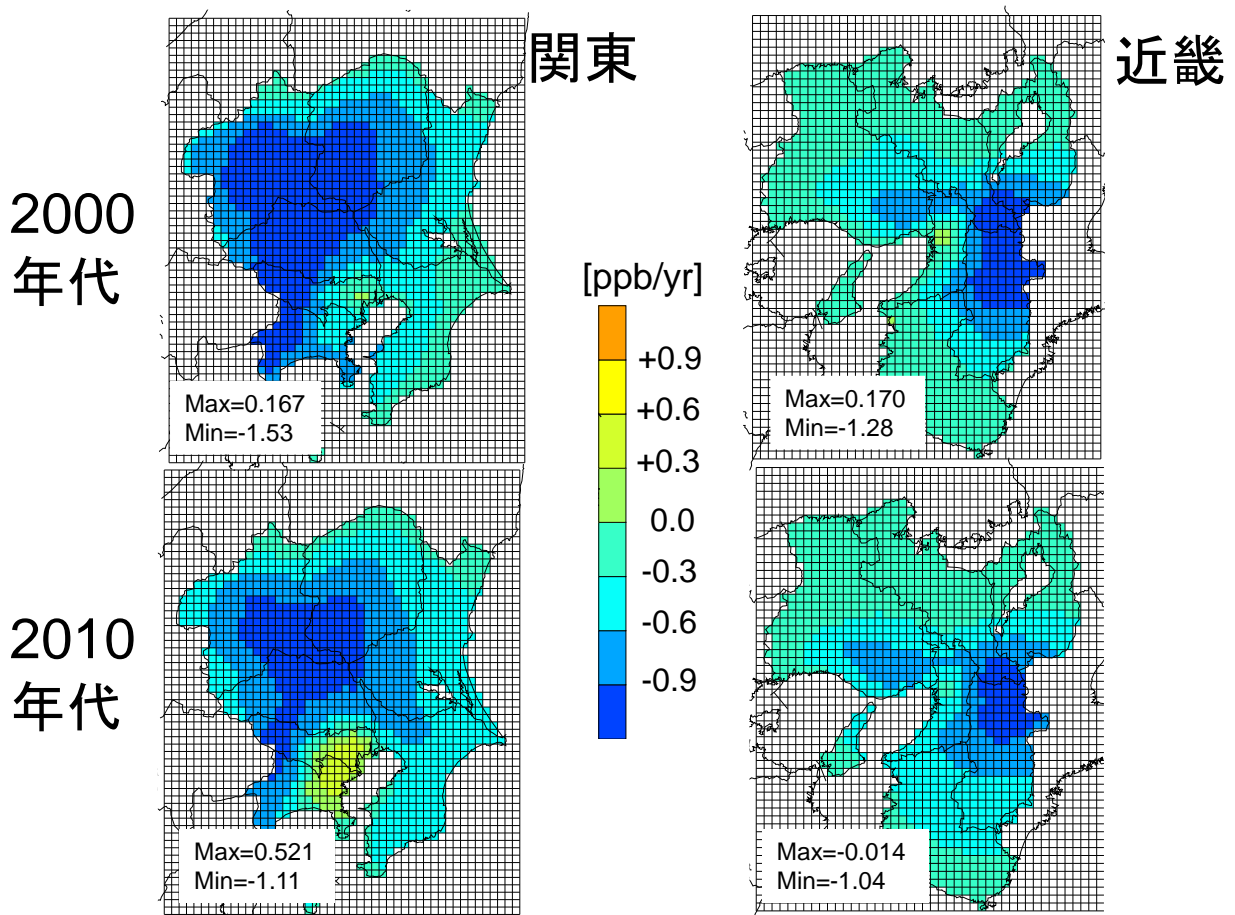 関東
近畿
2000
年代
[ppb/yr]
+0.9
+0.6
+0.3
0.0
-0.3
-0.6
-0.9
Max=0.167
Min=-1.53
Max=0.170
Min=-1.28
2010
年代
Max=0.521
Min=-1.11
Max=-0.014
Min=-1.04